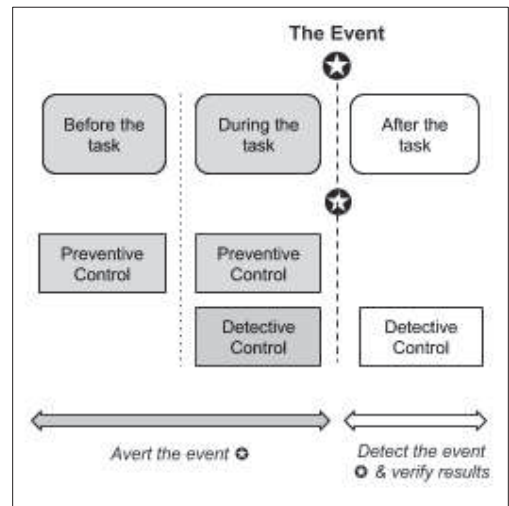 The Event
Before the
task
During the
task
After the
task
Preventive
Control
Preventive
Control
Detective
Control
Detective
Control
Avert the event ✪
Detect the event
✪ & verify results